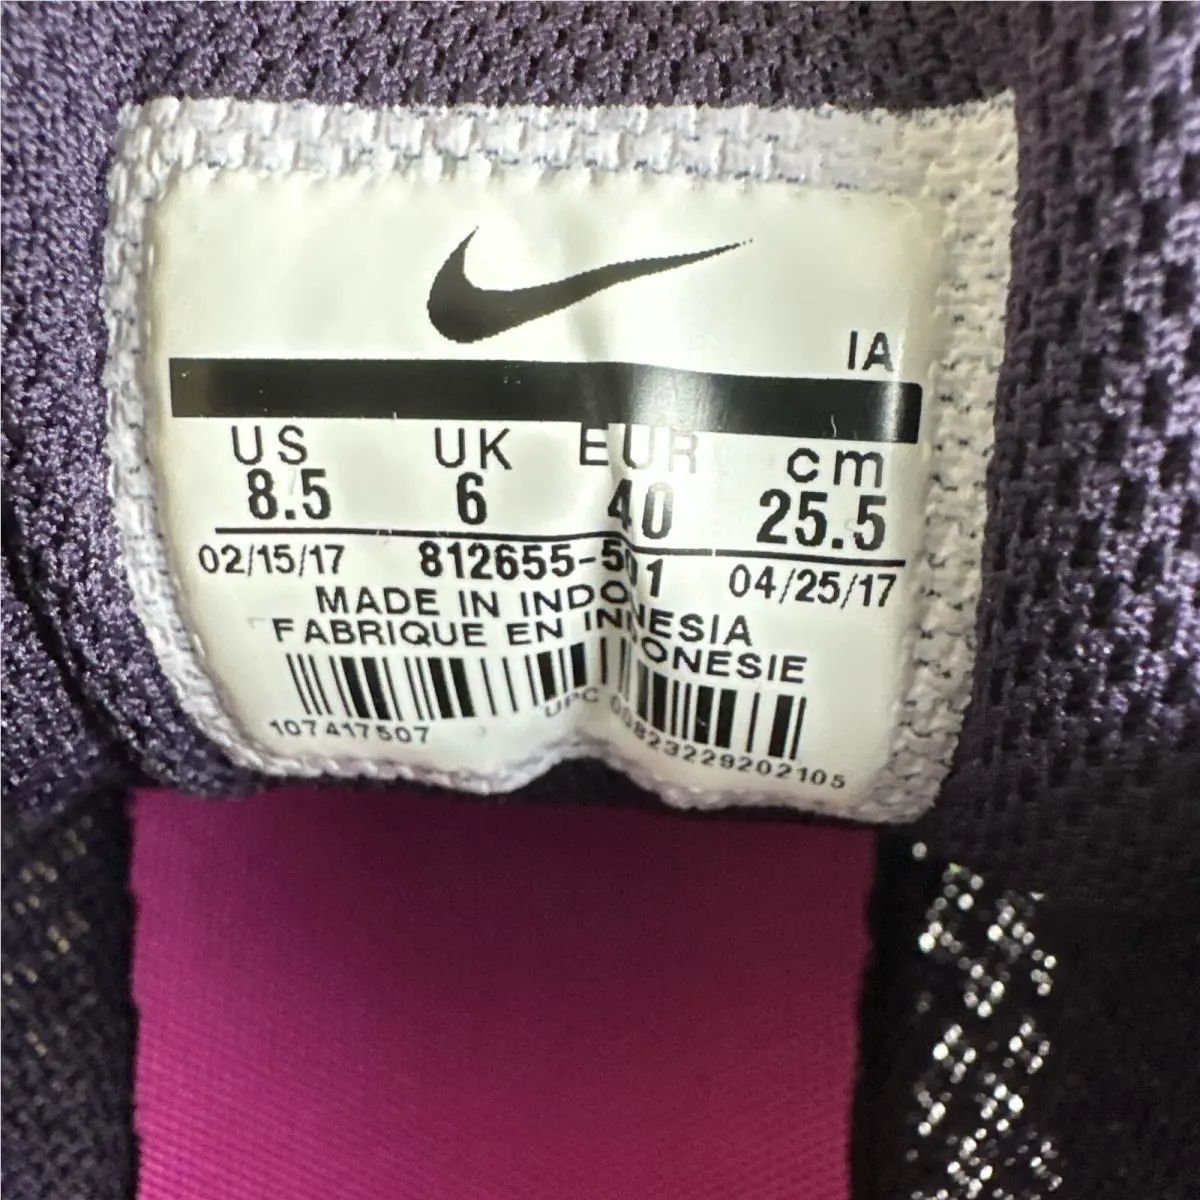 IA
US UK EUR cm
8.5 6 40 25.5
02/15/17 812655-501 04/25/17
MADE IN INDONESIA
FABRIQUE EN INDONESIE
107417507 UPC 00823229202105